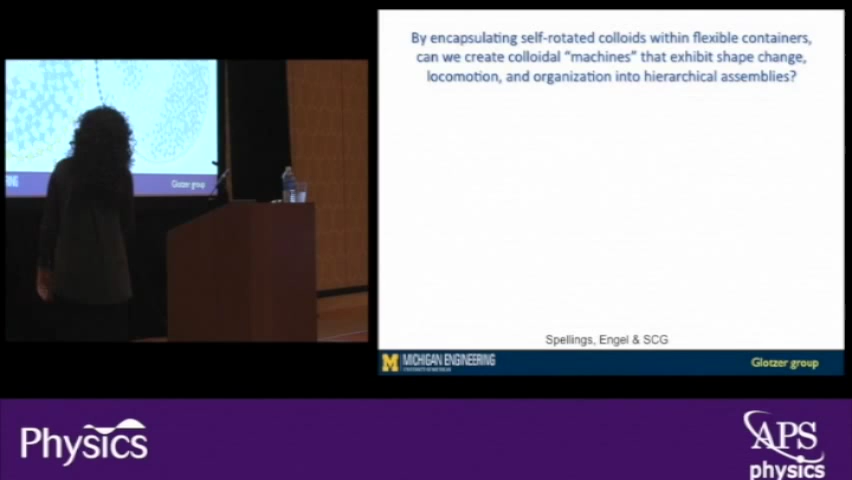 By encapsulating self-rotated colloids within flexible containers,
can we create colloidal "machines" that exhibit shape change,
locomotion, and organization into hierarchical assemblies?
Glotzer group
Spellings, Engel & SCG
M MICHIGAN ENGINEERING
Glotzer group
Physics
APS
physics